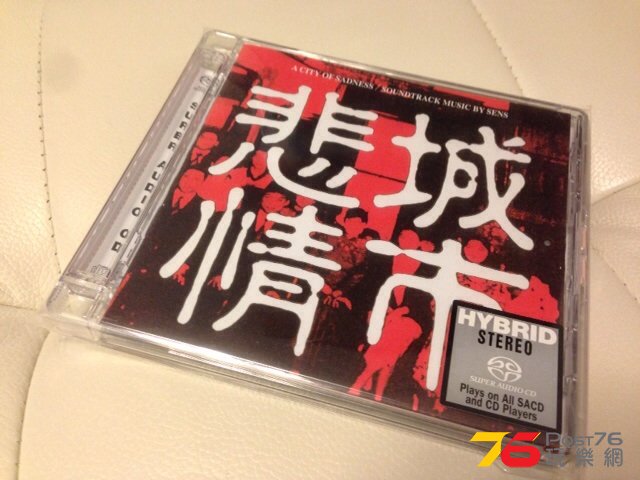 A CITY OF SADNESS / SOUNDTRACK MUSIC BY SENS
悲城
情市
SUPER AUDIO CD
HYBRID
STEREO
SUPER AUDIO CD
Plays on All SACD
and CD Players
76 POST76
玩樂網